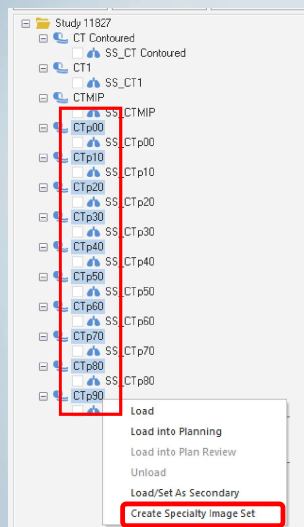 Study 11827
CT Contoured
SS_CT Contoured
CT1
SS_CT1
CTMIP
SS_CTMIP
CTp00
SS_CTp00
CTp10
SS_CTp10
CTp20
SS_CTp20
CTp30
SS_CTp30
CTp40
SS_CTp40
CTp50
SS_CTp50
CTp60
SS_CTp60
CTp70
SS_CTp70
CTp80
SS_CTp80
CTp90
Load
Load into Planning
Load into Plan Review
Unload
Load/Set As Secondary
Create Specialty Image Set